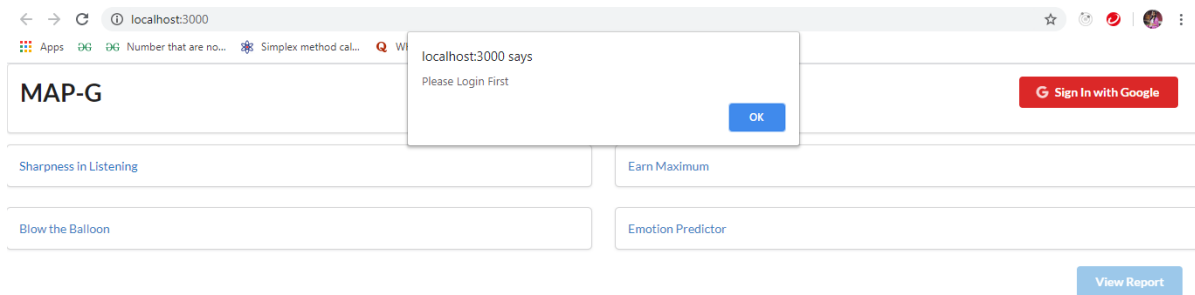 localhost:3000
Apps
Number that are no...
Simplex method cal...
localhost:3000 says
Please Login First
OK
MAP-G
Sign In with Google
Sharpness in Listening
Earn Maximum
Blow the Balloon
Emotion Predictor
View Report